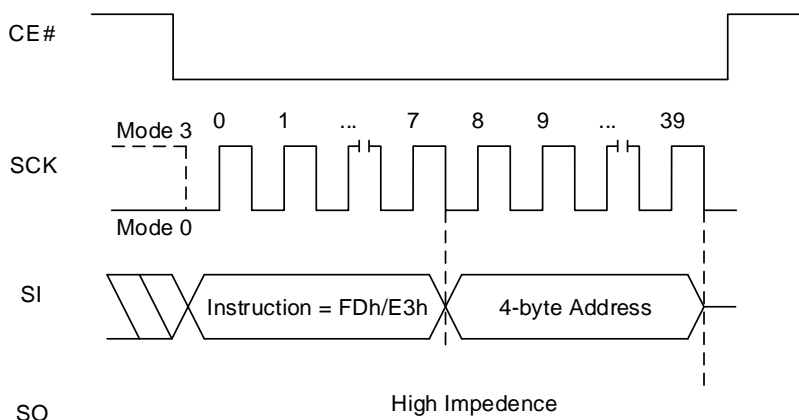 CE#
Mode 3 0 1 ... 7 8 9 ... 39
SCK
Mode 0
SI Instruction = FDh/E3h 4-byte Address
High Impedence
SO